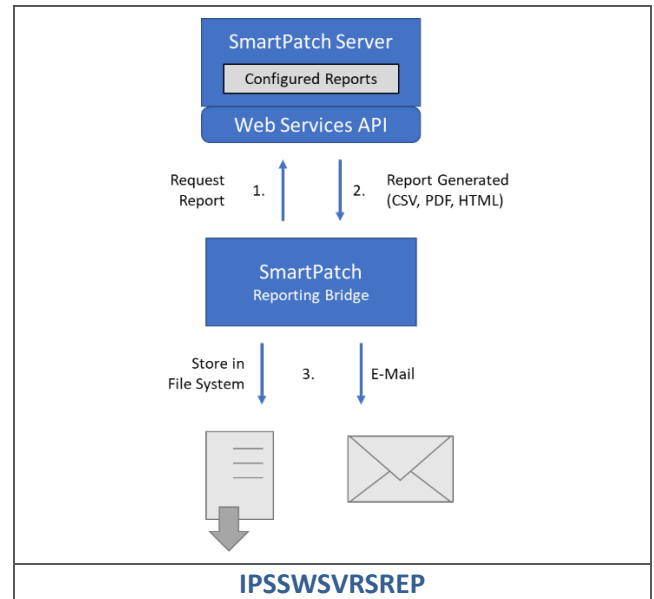 SmartPatch Server
Configured Reports
Web Services API
Request
Report
1.
2.
Report Generated
(CSV, PDF, HTML)
SmartPatch
Reporting Bridge
Store in
File System
3.
E-Mail
IPSSWSVRSREP